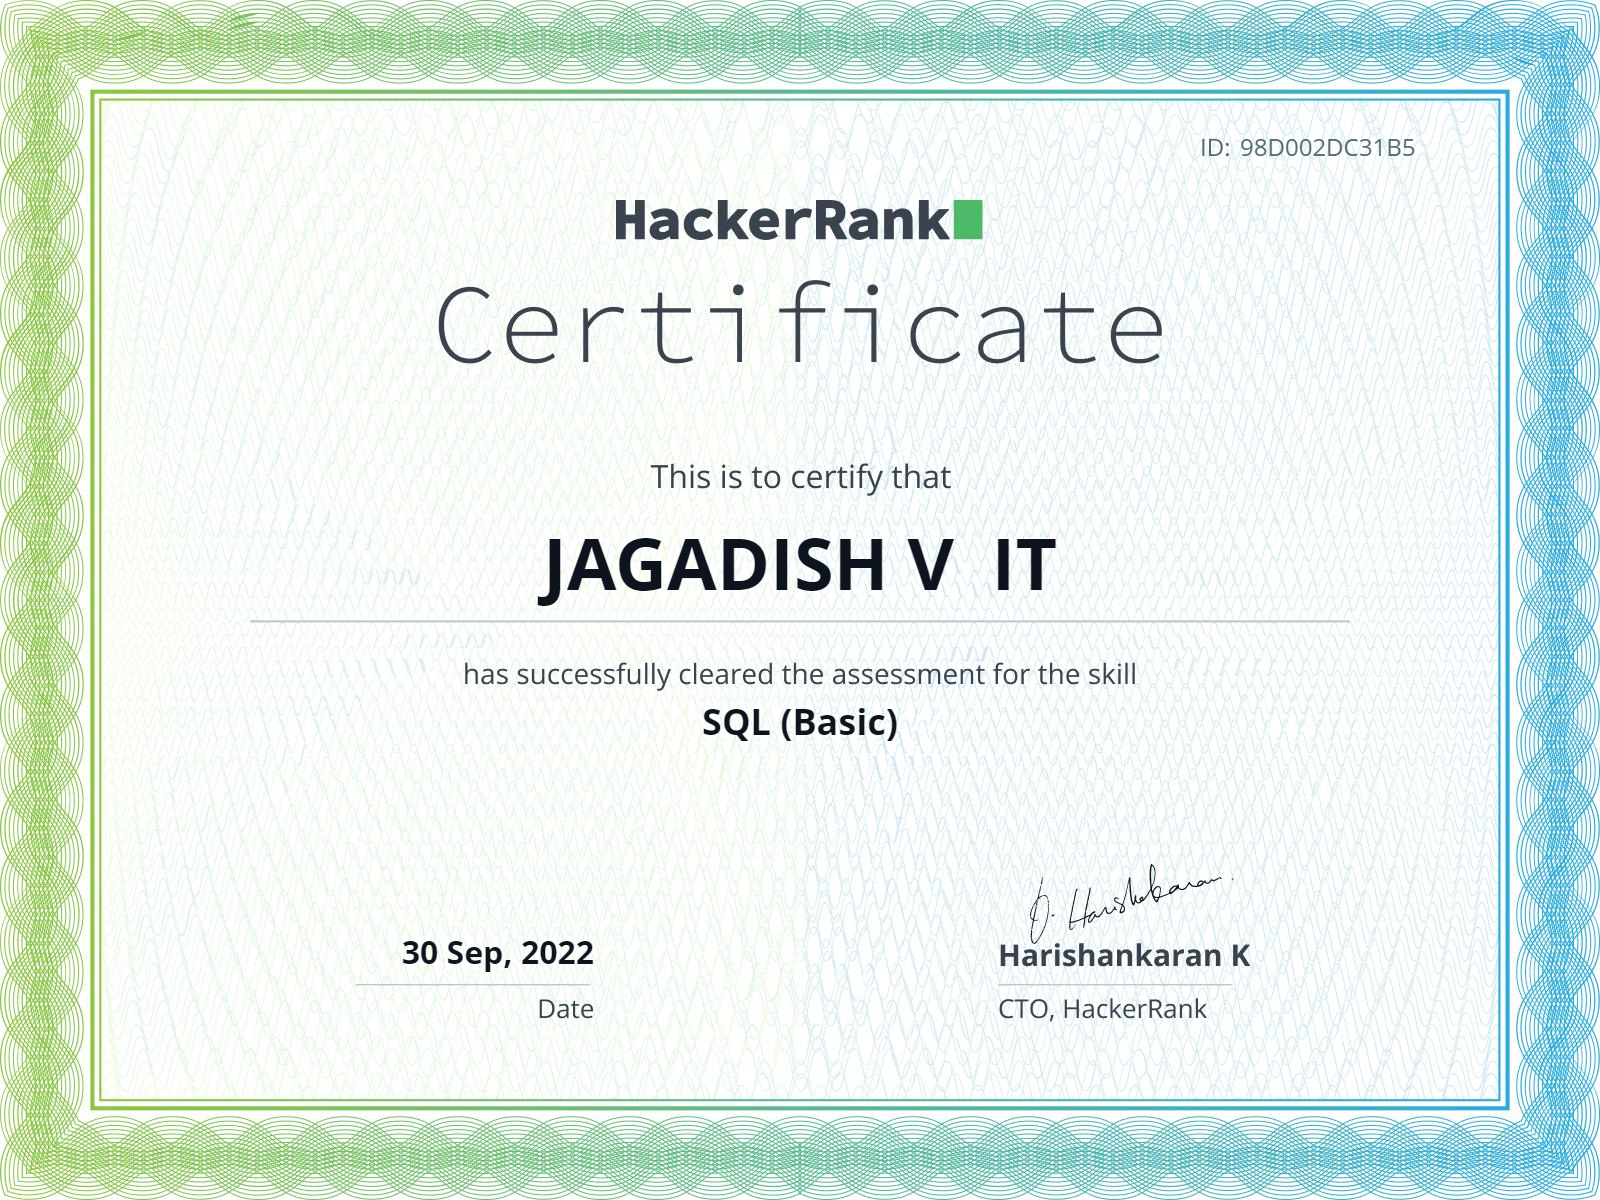 ID: 98D002DC31B5
HackerRank
Certificate
This is to certify that
JAGADISH V  IT
has successfully cleared the assessment for the skill
SQL (Basic)
30 Sep, 2022
Date
Harishankaran K
CTO, HackerRank